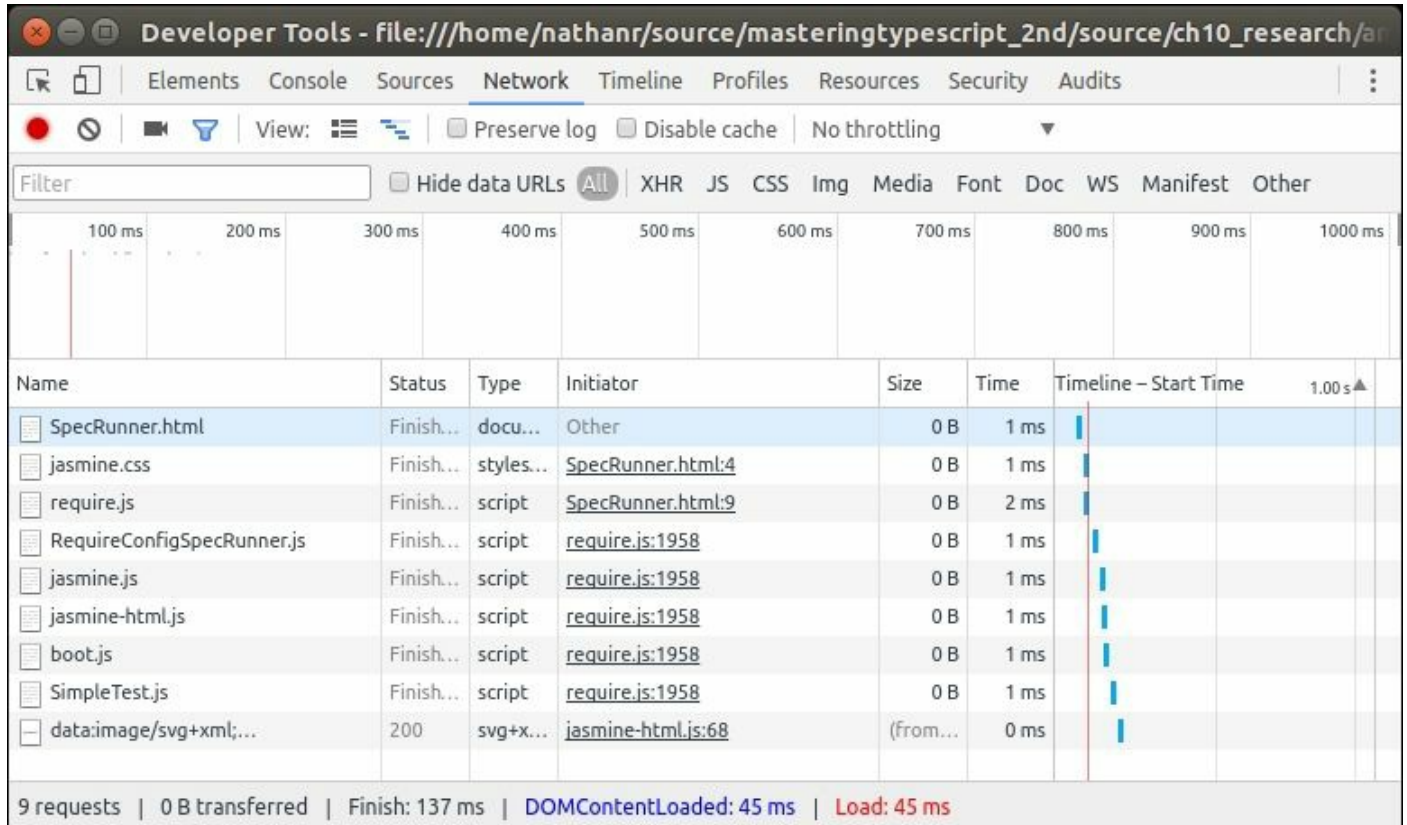 Developer Tools - file:///home/nathanr/source/masteringtypescript_2nd/source/ch10_research/
Elements Console Sources Network Timeline Profiles Resources Security Audits
View: Preserve log Disable cache No throttling
Filter Hide data URLs All XHR JS CSS Img Media Font Doc WS Manifest Other
100 ms 200 ms 300 ms 400 ms 500 ms 600 ms 700 ms 800 ms 900 ms 1000 ms
Name Status Type Initiator Size Time Timeline – Start Time 1.00 s
SpecRunner.html Finish... docu... Other 0 B 1 ms
jasmine.css Finish... styles... SpecRunner.html:4 0 B 1 ms
require.js Finish... script SpecRunner.html:9 0 B 2 ms
RequireConfigSpecRunner.js Finish... script require.js:1958 0 B 1 ms
jasmine.js Finish... script require.js:1958 0 B 1 ms
jasmine-html.js Finish... script require.js:1958 0 B 1 ms
boot.js Finish... script require.js:1958 0 B 1 ms
SimpleTest.js Finish... script require.js:1958 0 B 1 ms
data:image/svg+xml;... 200 svg+x... jasmine-html.js:68 (from... 0 ms
9 requests | 0 B transferred | Finish: 137 ms | DOMContentLoaded: 45 ms | Load: 45 ms